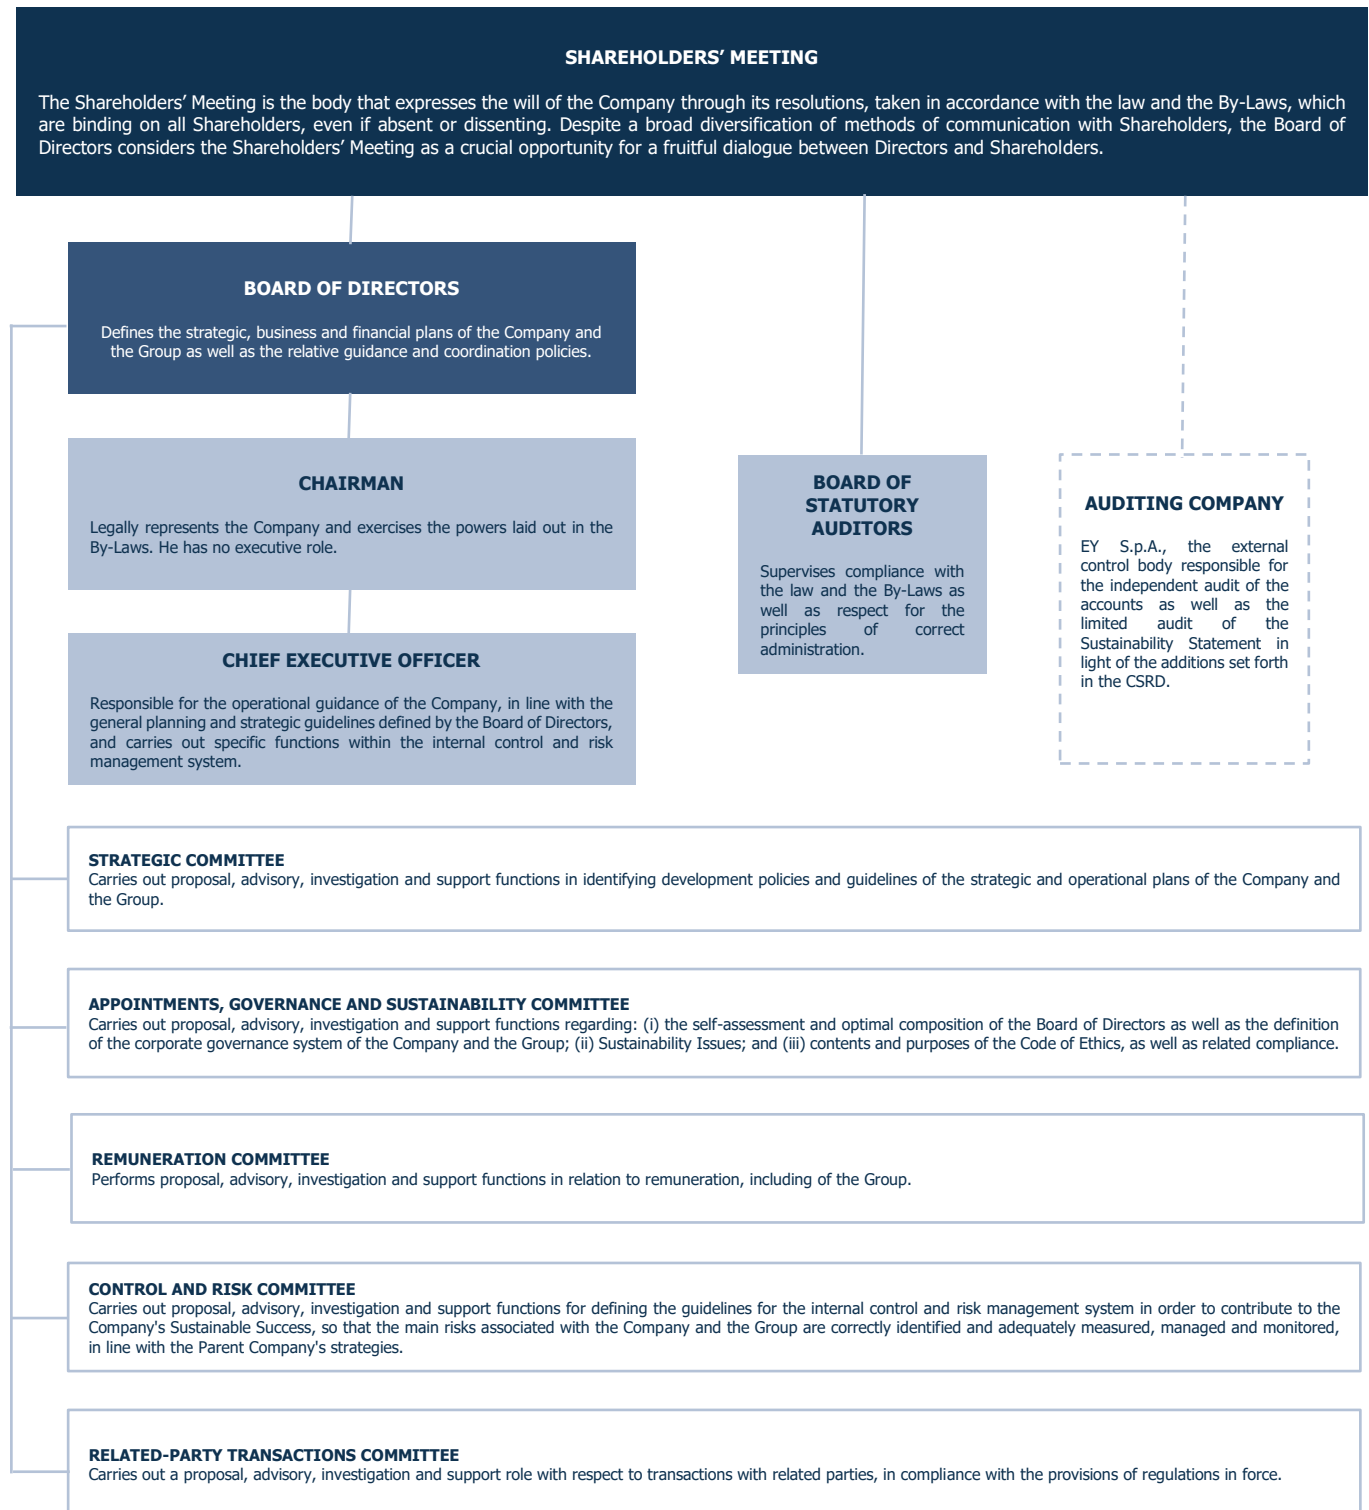 SHAREHOLDERS’ MEETING
The Shareholders’ Meeting is the body that expresses the will of the Company through its resolutions, taken in accordance with the law and the By-Laws, which
are binding on all Shareholders, even if absent or dissenting. Despite a broad diversification of methods of communication with Shareholders, the Board of
Directors considers the Shareholders’ Meeting as a crucial opportunity for a fruitful dialogue between Directors and Shareholders.
BOARD OF DIRECTORS
Defines the strategic, business and financial plans of the Company and
the Group as well as the relative guidance and coordination policies.
CHAIRMAN
Legally represents the Company and exercises the powers laid out in the
By-Laws. He has no executive role.
CHIEF EXECUTIVE OFFICER
Responsible for the operational guidance of the Company, in line with the
general planning and strategic guidelines defined by the Board of Directors,
and carries out specific functions within the internal control and risk
management system.
BOARD OF
STATUTORY
AUDITORS
Supervises compliance with
the law and the By-Laws as
well as respect for the
principles of correct
administration.
AUDITING COMPANY
EY S.p.A., the external
control body responsible for
the independent audit of the
accounts as well as the
limited audit of the
Sustainability Statement in
light of the additions set forth
in the CSRD.
STRATEGIC COMMITTEE
Carries out proposal, advisory, investigation and support functions in identifying development policies and guidelines of the strategic and operational plans of the Company and
the Group.
APPOINTMENTS, GOVERNANCE AND SUSTAINABILITY COMMITTEE
Carries out proposal, advisory, investigation and support functions regarding: (i) the self-assessment and optimal composition of the Board of Directors as well as the definition
of the corporate governance system of the Company and the Group; (ii) Sustainability Issues; and (iii) contents and purposes of the Code of Ethics, as well as related compliance.
REMUNERATION COMMITTEE
Performs proposal, advisory, investigation and support functions in relation to remuneration, including of the Group.
CONTROL AND RISK COMMITTEE
Carries out proposal, advisory, investigation and support functions for defining the guidelines for the internal control and risk management system in order to contribute to the
Company's Sustainable Success, so that the main risks associated with the Company and the Group are correctly identified and adequately measured, managed and monitored,
in line with the Parent Company's strategies.
RELATED-PARTY TRANSACTIONS COMMITTEE
Carries out a proposal, advisory, investigation and support role with respect to transactions with related parties, in compliance with the provisions of regulations in force.